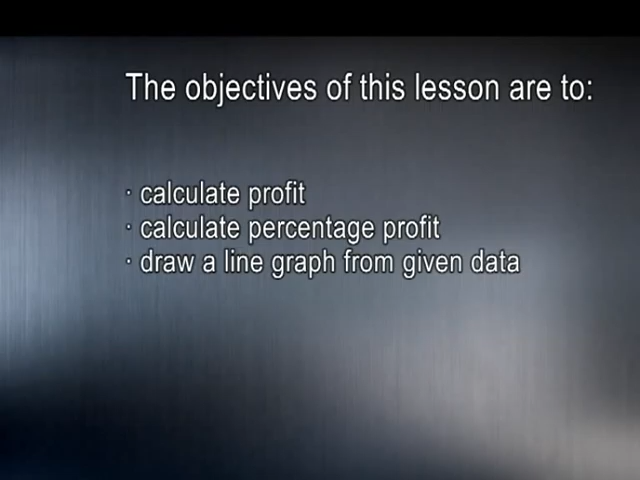 The objectives of this lesson are to:
· calculate profit
· calculate percentage profit
· draw a line graph from given data